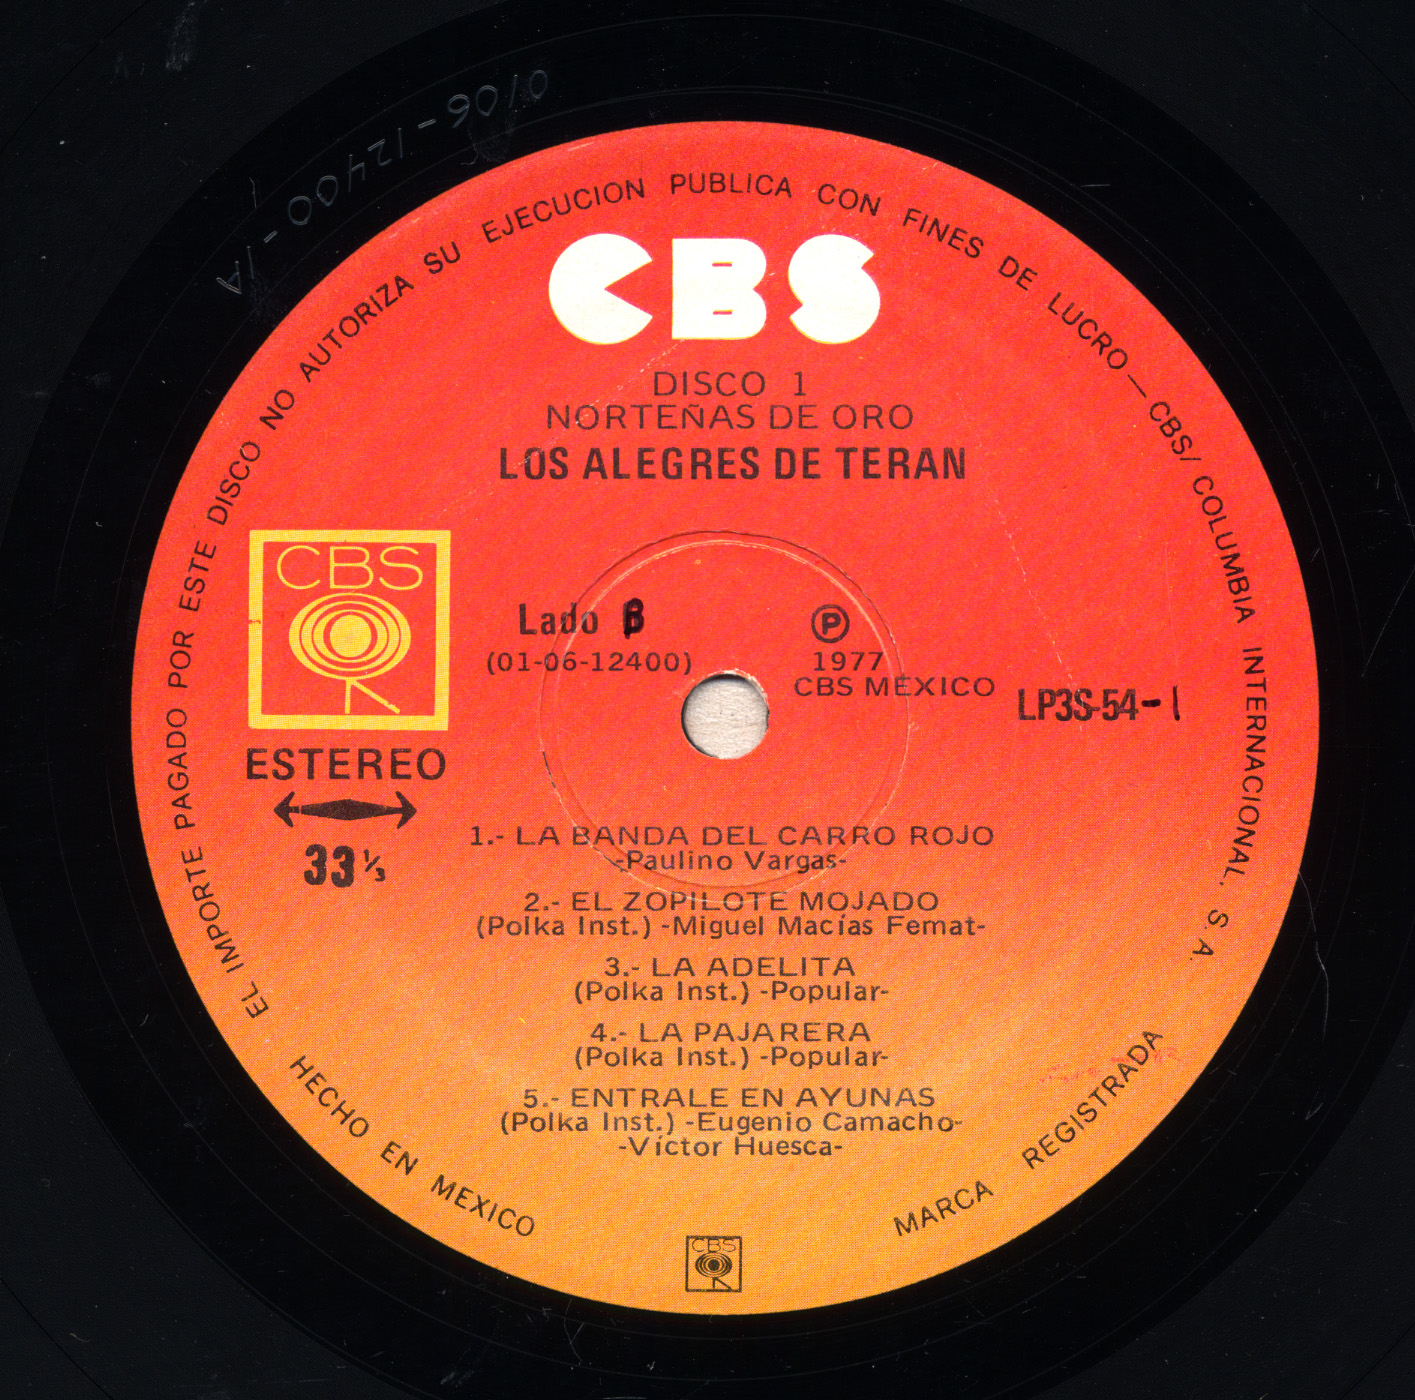 0106-12400-1A
EL IMPORTE PAGADO POR ESTE DISCO NO AUTORIZA SU EJECUCION PUBLICA CON FINES DE LUCRO — CBS/ COLUMBIA INTERNACIONAL, S. A.
CBS
DISCO 1
NORTEÑAS DE ORO
LOS ALEGRES DE TERAN
CBS
Lado B
(01-06-12400)
Ⓟ
1977
CBS MEXICO
LP3S-54-1
ESTEREO
33 ⅓
1.- LA BANDA DEL CARRO ROJO
-Paulino Vargas-
2.- EL ZOPILOTE MOJADO
(Polka Inst.) -Miguel Macías Femat-
3.- LA ADELITA
(Polka Inst.) -Popular-
4.- LA PAJARERA
(Polka Inst.) -Popular-
5.- ENTRALE EN AYUNAS
(Polka Inst.) -Eugenio Camacho-
-Víctor Huesca-
HECHO EN MEXICO
MARCA REGISTRADA
CBS